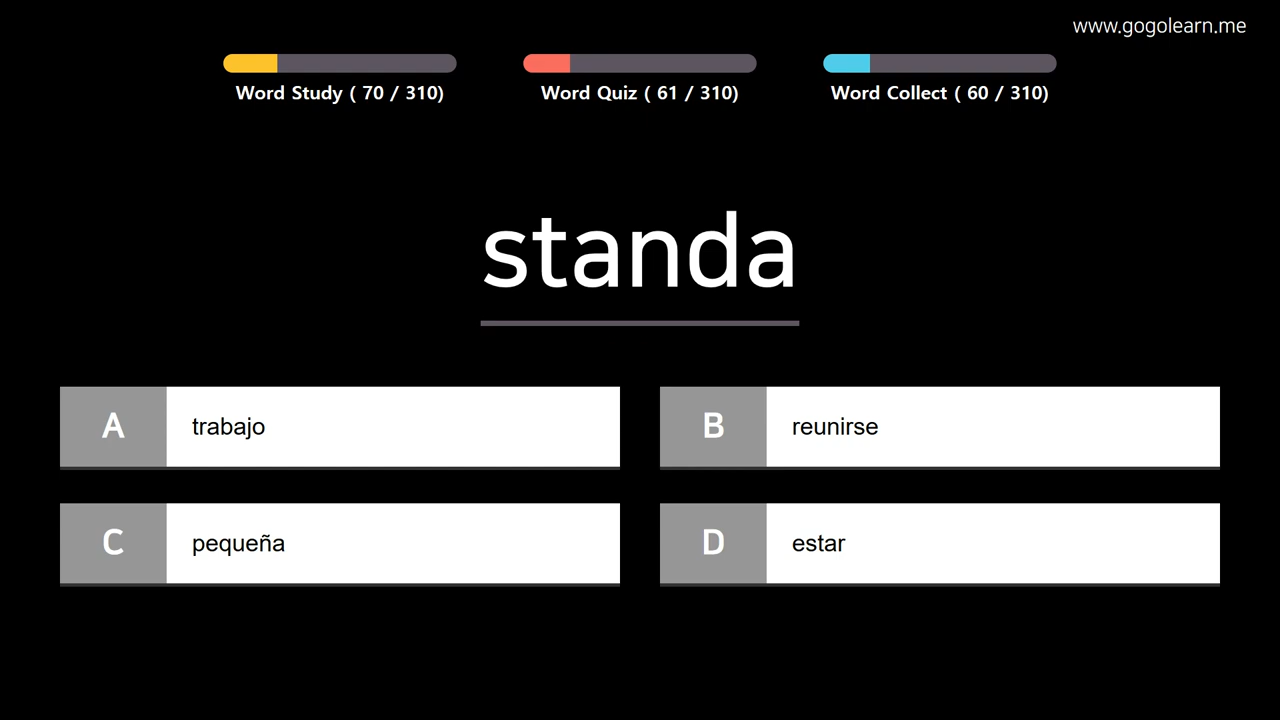 www.gogolearn.me
Word Study ( 70 / 310)
Word Quiz ( 61 / 310)
Word Collect ( 60 / 310)
standa
A trabajo
B reunirse
C pequeña
D estar